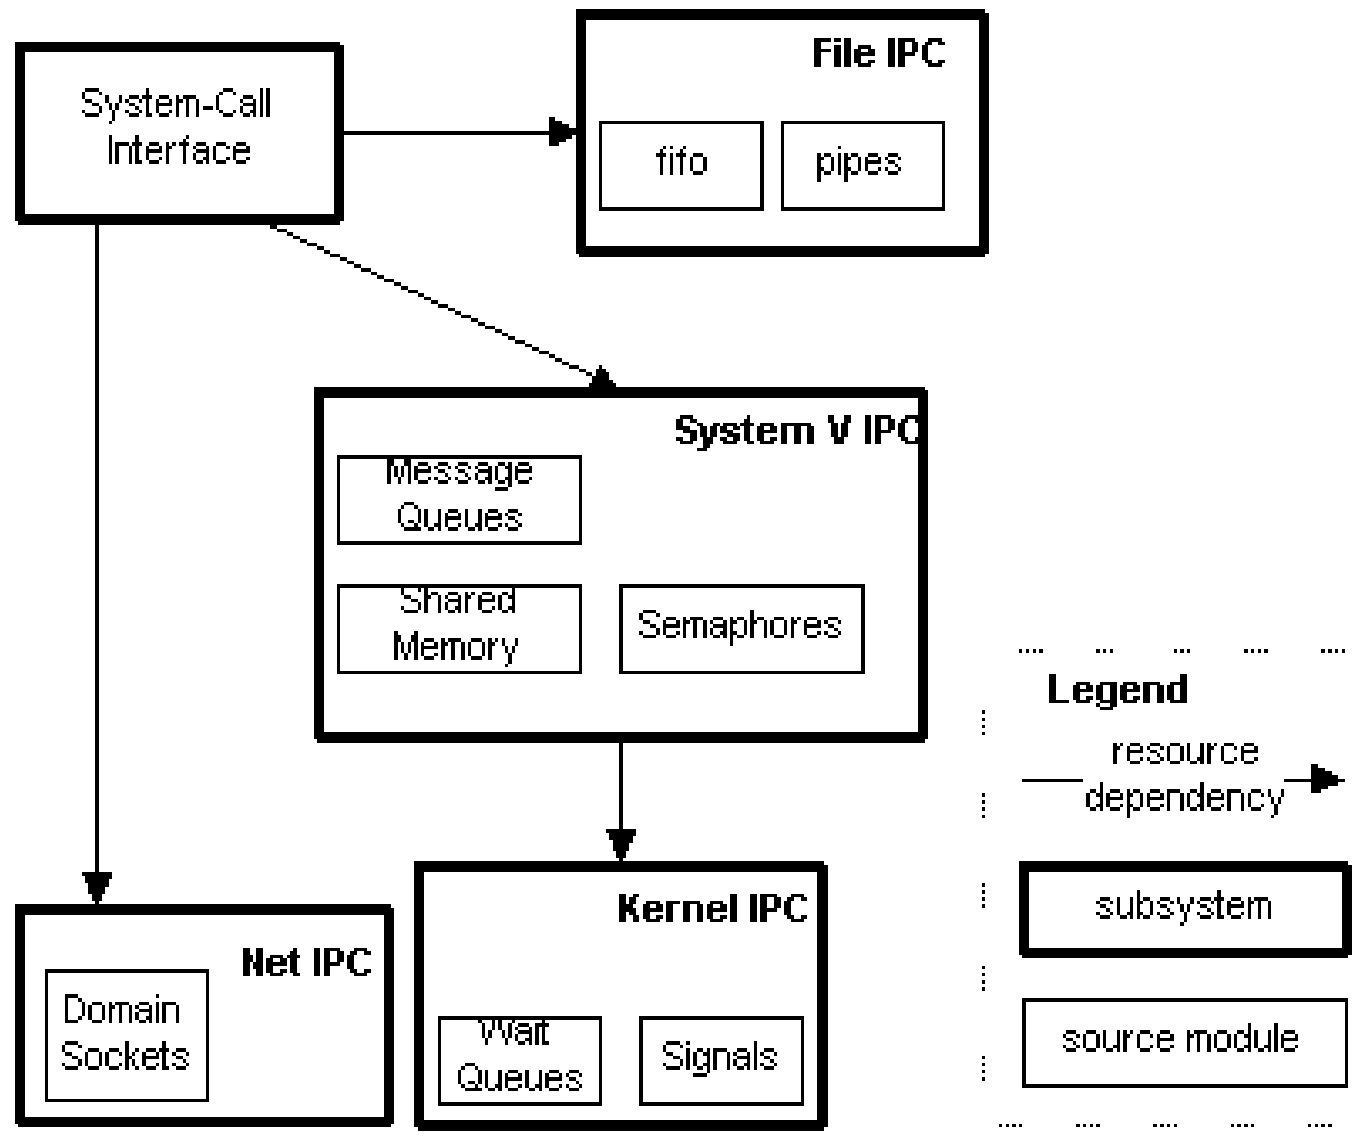 System-Call
Interface
File IPC
fifo
pipes
System V IPC
Message
Queues
Shared
Memory
Semaphores
Kernel IPC
Wait
Queues
Signals
Net IPC
Domain
Sockets
Legend
resource
dependency
subsystem
source module